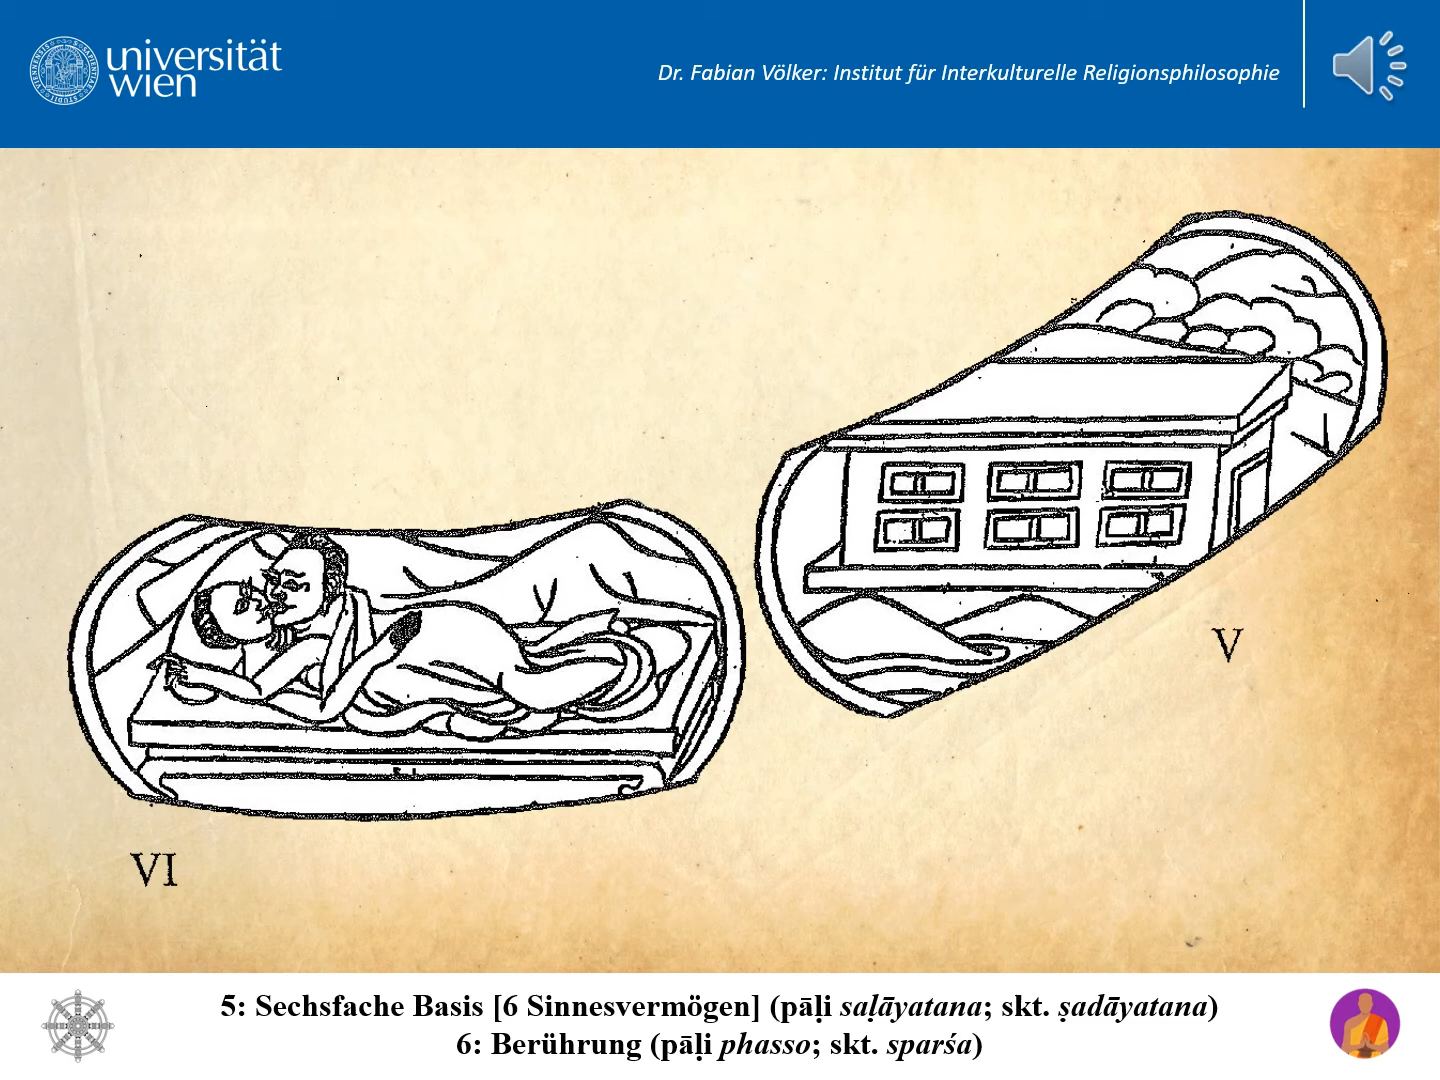 universität
wien
Dr. Fabian Völker: Institut für Interkulturelle Religionsphilosophie
V
VI
5: Sechsfache Basis [6 Sinnesvermögen] (pāḷi saḷāyatana; skt. ṣadāyatana)
6: Berührung (pāḷi phasso; skt. sparśa)